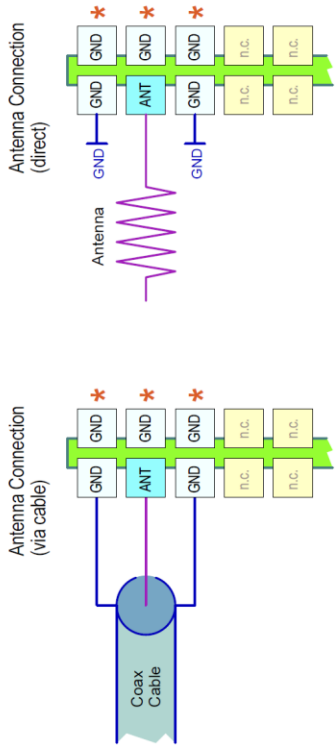 Antenna Connection
(via cable)
GND
ANT
GND
n.c.
n.c.
GND
GND
GND
n.c.
n.c.
*
*
*
Coax
Cable
Antenna Connection
(direct)
GND
ANT
GND
n.c.
n.c.
GND
GND
GND
n.c.
n.c.
*
*
*
GND
GND
Antenna